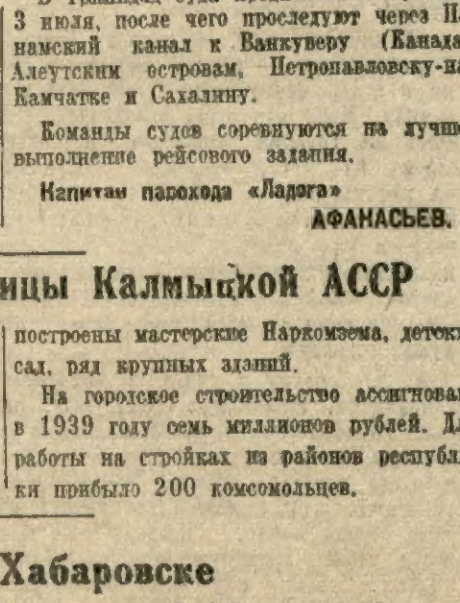 3 июля, после чего проследуют через Па
намский канал к Ванкуверу (Канада
Алеутским островам, Петропавловску-на
Камчатке и Сахалину.
Команды судов соревнуются на лучше
выполнение рейсового задания.
Капитан парохода «Ладога»
АФАНАСЬЕВ.
ицы Калмыцкой АССР
построены мастерские Наркомзема, детски
сад, ряд крупных зданий.
На городское строительство ассигнован
в 1939 году семь миллионов рублей. Дл
работы на стройках из районов республ
ки прибыло 200 комсомольцев.
Хабаровске